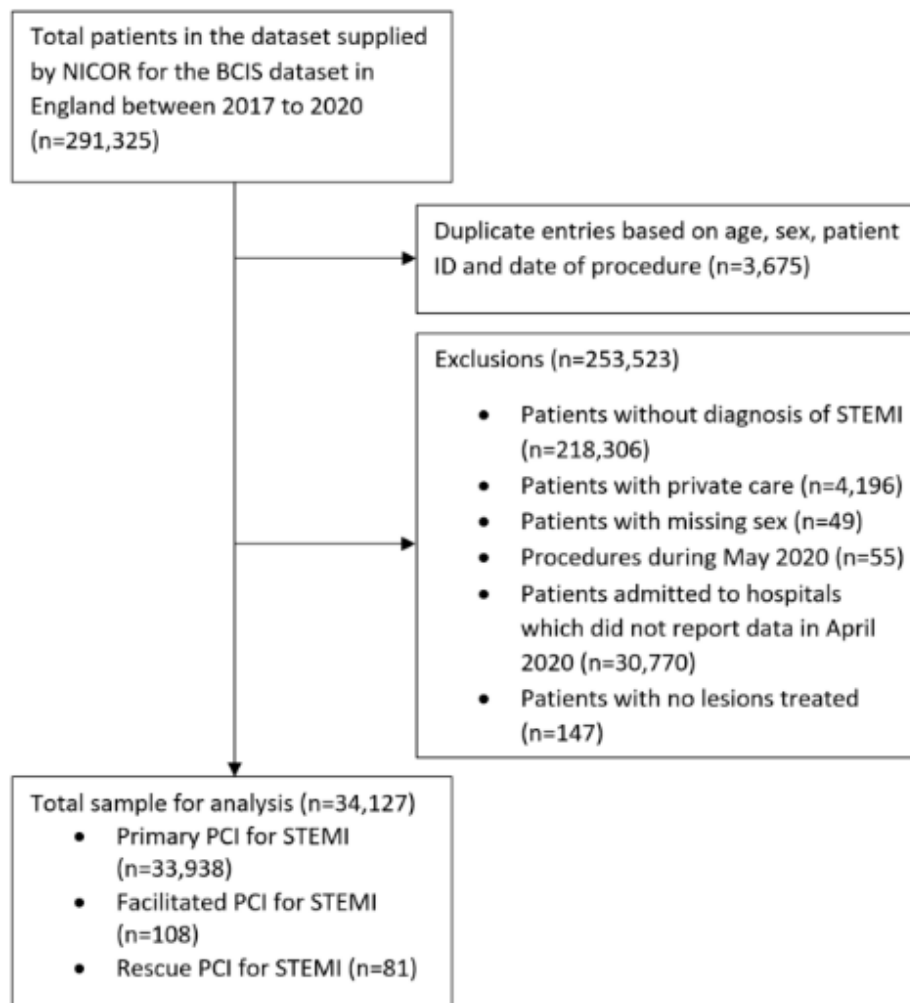 Total patients in the dataset supplied
by NICOR for the BCIS dataset in
England between 2017 to 2020
(n=291,325)
Duplicate entries based on age, sex, patient
ID and date of procedure (n=3,675)
Exclusions (n=253,523)
• Patients without diagnosis of STEMI
(n=218,306)
• Patients with private care (n=4,196)
• Patients with missing sex (n=49)
• Procedures during May 2020 (n=55)
• Patients admitted to hospitals
which did not report data in April
2020 (n=30,770)
• Patients with no lesions treated
(n=147)
Total sample for analysis (n=34,127)
• Primary PCI for STEMI
(n=33,938)
• Facilitated PCI for STEMI
(n=108)
• Rescue PCI for STEMI (n=81)